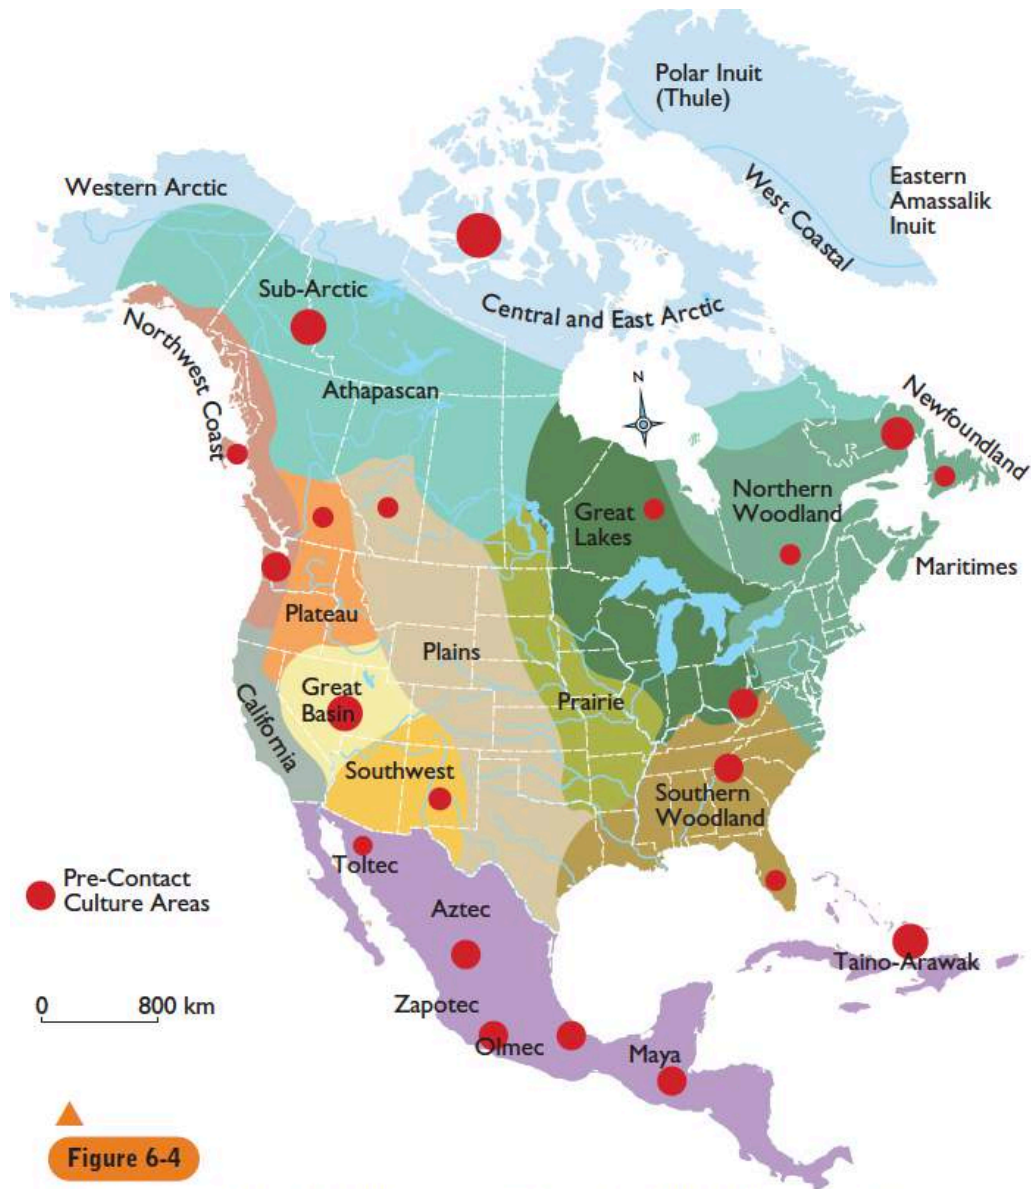 Polar Inuit
(Thule)
Western Arctic
West Coastal
Eastern
Amassalik
Inuit
Sub-Arctic
Central and East Arctic
Northwest Coast
Athapascan
N
Newfoundland
Northern
Woodland
Great
Lakes
Maritimes
Plateau
Plains
Great
Basin
Prairie
California
Southwest
Southern
Woodland
Toltec
Pre-Contact
Culture Areas
Aztec
Taino-Arawak
0 800 km
Zapotec
Olmec
Maya
Figure 6-4